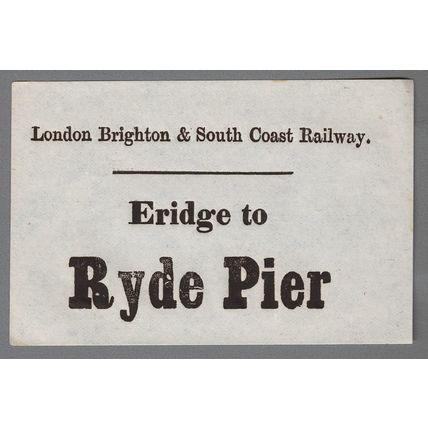 London Brighton & South Coast Railway.
Eridge to
Ryde Pier